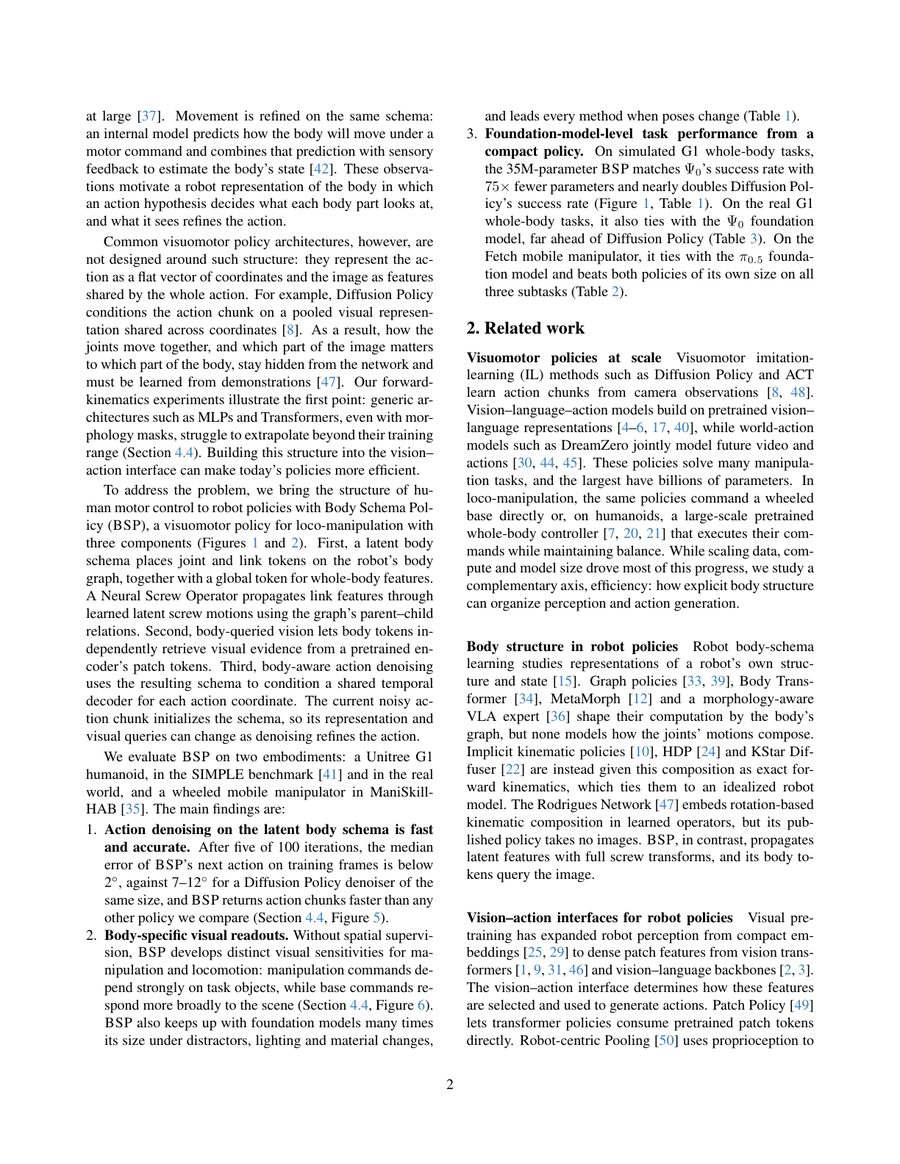 at large [37]. Movement is refined on the same schema:
an internal model predicts how the body will move under a
motor command and combines that prediction with sensory
feedback to estimate the body's state [42]. These observa-
tions motivate a robot representation of the body in which
an action hypothesis decides what each body part looks at,
and what it sees refines the action.
Common visuomotor policy architectures, however, are
not designed around such structure: they represent the ac-
tion as a flat vector of coordinates and the image as features
shared by the whole action. For example, Diffusion Policy
conditions the action chunk on a pooled visual represen-
tation shared across coordinates [8]. As a result, how the
joints move together, and which part of the image matters
to which part of the body, stay hidden from the network and
must be learned from demonstrations [47]. Our forward-
kinematics experiments illustrate the first point: generic ar-
chitectures such as MLPs and Transformers, even with mor-
phology masks, struggle to extrapolate beyond their training
range (Section 4.4). Building this structure into the vision–
action interface can make today's policies more efficient.
To address the problem, we bring the structure of hu-
man motor control to robot policies with Body Schema Pol-
icy (BSP), a visuomotor policy for loco-manipulation with
three components (Figures 1 and 2). First, a latent body
schema places joint and link tokens on the robot's body
graph, together with a global token for whole-body features.
A Neural Screw Operator propagates link features through
learned latent screw motions using the graph's parent–child
relations. Second, body-queried vision lets body tokens in-
dependently retrieve visual evidence from a pretrained en-
coder's patch tokens. Third, body-aware action denoising
uses the resulting schema to condition a shared temporal
decoder for each action coordinate. The current noisy ac-
tion chunk initializes the schema, so its representation and
visual queries can change as denoising refines the action.
We evaluate BSP on two embodiments: a Unitree G1
humanoid, in the SIMPLE benchmark [41] and in the real
world, and a wheeled mobile manipulator in ManiSkill-
HAB [35]. The main findings are:
1. Action denoising on the latent body schema is fast
and accurate. After five of 100 iterations, the median
error of BSP's next action on training frames is below
2°, against 7–12° for a Diffusion Policy denoiser of the
same size, and BSP returns action chunks faster than any
other policy we compare (Section 4.4, Figure 5).
2. Body-specific visual readouts. Without spatial supervi-
sion, BSP develops distinct visual sensitivities for ma-
nipulation and locomotion: manipulation commands de-
pend strongly on task objects, while base commands re-
spond more broadly to the scene (Section 4.4, Figure 6).
BSP also keeps up with foundation models many times
its size under distractors, lighting and material changes,
and leads every method when poses change (Table 1).
3. Foundation-model-level task performance from a
compact policy. On simulated G1 whole-body tasks,
the 35M-parameter BSP matches Ψ0's success rate with
75× fewer parameters and nearly doubles Diffusion Pol-
icy's success rate (Figure 1, Table 1). On the real G1
whole-body tasks, it also ties with the Ψ0 foundation
model, far ahead of Diffusion Policy (Table 3). On the
Fetch mobile manipulator, it ties with the π0.5 founda-
tion model and beats both policies of its own size on all
three subtasks (Table 2).
2. Related work
Visuomotor policies at scale Visuomotor imitation-
learning (IL) methods such as Diffusion Policy and ACT
learn action chunks from camera observations [8, 48].
Vision–language–action models build on pretrained vision–
language representations [4–6, 17, 40], while world-action
models such as DreamZero jointly model future video and
actions [30, 44, 45]. These policies solve many manipula-
tion tasks, and the largest have billions of parameters. In
loco-manipulation, the same policies command a wheeled
base directly or, on humanoids, a large-scale pretrained
whole-body controller [7, 20, 21] that executes their com-
mands while maintaining balance. While scaling data, com-
pute and model size drove most of this progress, we study a
complementary axis, efficiency: how explicit body structure
can organize perception and action generation.
Body structure in robot policies Robot body-schema
learning studies representations of a robot's own struc-
ture and state [15]. Graph policies [33, 39], Body Trans-
former [34], MetaMorph [12] and a morphology-aware
VLA expert [36] shape their computation by the body's
graph, but none models how the joints' motions compose.
Implicit kinematic policies [10], HDP [24] and KStar Dif-
fuser [22] are instead given this composition as exact for-
ward kinematics, which ties them to an idealized robot
model. The Rodrigues Network [47] embeds rotation-based
kinematic composition in learned operators, but its pub-
lished policy takes no images. BSP, in contrast, propagates
latent features with full screw transforms, and its body to-
kens query the image.
Vision–action interfaces for robot policies Visual pre-
training has expanded robot perception from compact em-
beddings [25, 29] to dense patch features from vision trans-
formers [1, 9, 31, 46] and vision–language backbones [2, 3].
The vision–action interface determines how these features
are selected and used to generate actions. Patch Policy [49]
lets transformer policies consume pretrained patch tokens
directly. Robot-centric Pooling [50] uses proprioception to
2